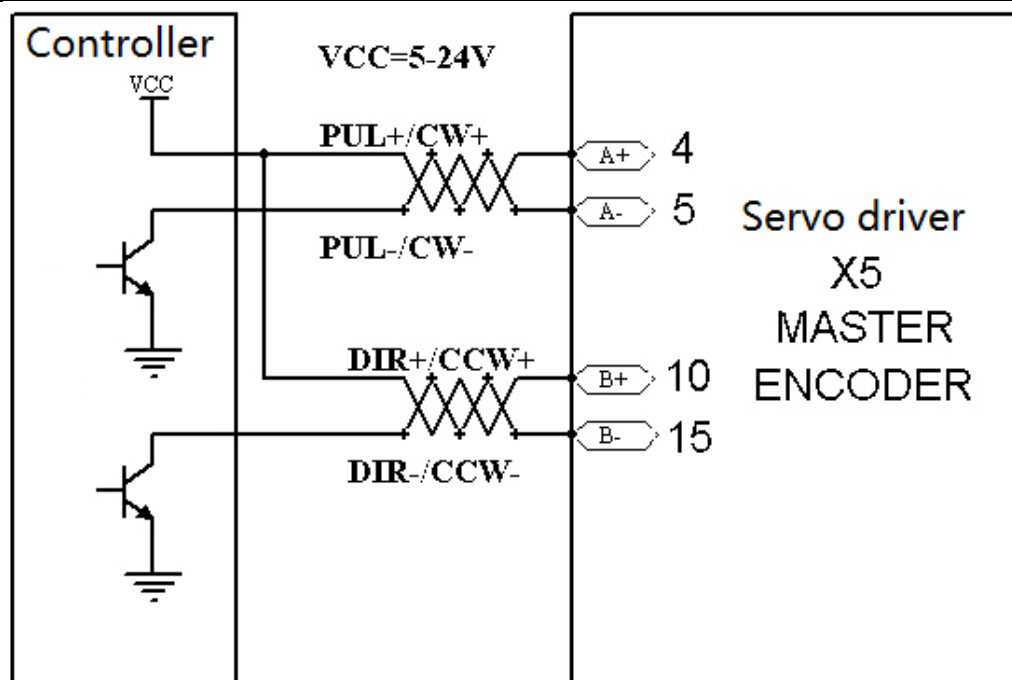 Controller
VCC=5-24V
VCC
PUL+/CW+
A+ 4
A- 5
PUL-/CW-
Servo driver
X5
MASTER
ENCODER
DIR+/CCW+
B+ 10
B- 15
DIR-/CCW-